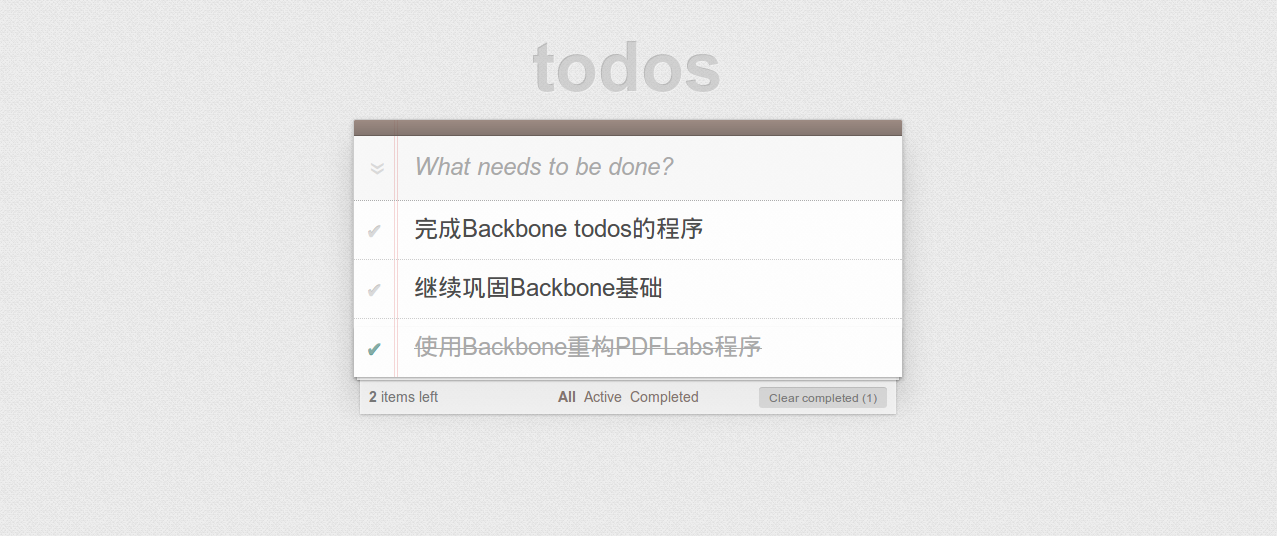 todos
What needs to be done?
完成Backbone todos的程序
继续巩固Backbone基础
使用Backbone重构PDFLabs程序
2 items left All Active Completed Clear completed (1)